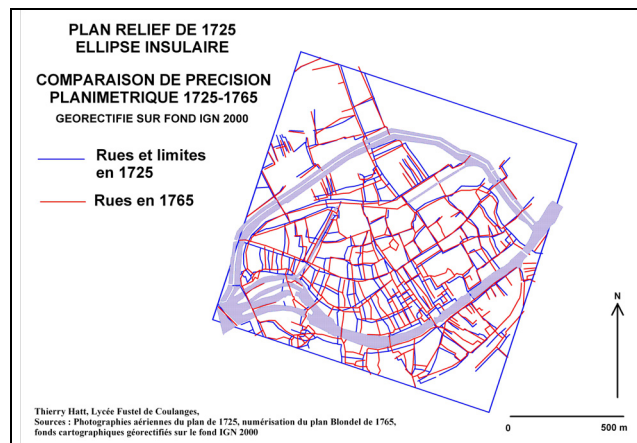 PLAN RELIEF DE 1725
ELLIPSE INSULAIRE
COMPARAISON DE PRECISION
PLANIMETRIQUE 1725-1765
GEORECTIFIE SUR FOND IGN 2000
Rues et limites
en 1725
Rues en 1765
N
0 500 m
Thierry Hatt, Lycée Fustel de Coulanges,
Sources : Photographies aériennes du plan de 1725, numérisation du plan Blondel de 1765,
fonds cartographiques géorectifiés sur le fond IGN 2000